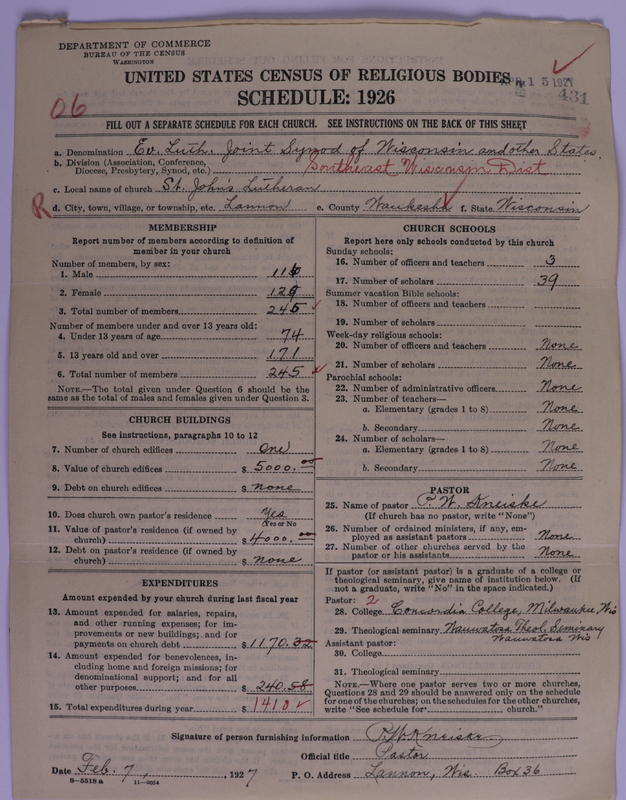 DEPARTMENT OF COMMERCE
BUREAU OF THE CENSUS
WASHINGTON
UNITED STATES CENSUS OF RELIGIOUS BODIES
SCHEDULE: 1926
APR 15 1927
431
06
FILL OUT A SEPARATE SCHEDULE FOR EACH CHURCH. SEE INSTRUCTIONS ON THE BACK OF THIS SHEET
a. Denomination Ev. Luth. Joint Synod of Wisconsin and other States.
b. Division (Association, Conference, Diocese, Presbytery, Synod, etc.) Southeast Wisconsin Dist
c. Local name of church St. John's Lutheran
R d. City, town, village, or township, etc. Lannon e. County Waukesha f. State Wisconsin
MEMBERSHIP
Report number of members according to definition of
member in your church
Number of members, by sex:
1. Male 116
2. Female 129
3. Total number of members 245
Number of members under and over 13 years old:
4. Under 13 years of age 74
5. 13 years old and over 171
6. Total number of members 245
NOTE.—The total given under Question 6 should be the
same as the total of males and females given under Question 3.
CHURCH BUILDINGS
See instructions, paragraphs 10 to 12
7. Number of church edifices One
8. Value of church edifices $ 5000.00
9. Debt on church edifices $ none
10. Does church own pastor's residence Yes
(Yes or No
11. Value of pastor's residence (if owned by
church) $ 4000.00
12. Debt on pastor's residence (if owned by
church) $ none
EXPENDITURES
Amount expended by your church during last fiscal year
13. Amount expended for salaries, repairs,
and other running expenses; for im-
provements or new buildings; and for
payments on church debt $ 1170.32
14. Amount expended for benevolences, in-
cluding home and foreign missions; for
denominational support; and for all
other purposes $ 240.58
15. Total expenditures during year $ 1410
CHURCH SCHOOLS
Report here only schools conducted by this church
Sunday schools:
16. Number of officers and teachers 3
17. Number of scholars 39
Summer vacation Bible schools:
18. Number of officers and teachers
19. Number of scholars
Week-day religious schools:
20. Number of officers and teachers None
21. Number of scholars None
Parochial schools:
22. Number of administrative officers None
23. Number of teachers—
a. Elementary (grades 1 to 8) None
b. Secondary None
24. Number of scholars—
a. Elementary (grades 1 to 8) None
b. Secondary None
PASTOR
25. Name of pastor P. W. Kneiske
(If church has no pastor, write "None")
26. Number of ordained ministers, if any, em-
ployed as assistant pastors None
27. Number of other churches served by the
pastor or his assistants None
If pastor (or assistant pastor) is a graduate of a college or
theological seminary, give name of institution below. (If
not a graduate, write "No" in the space indicated.)
Pastor: 2
28. College Concordia College, Milwaukee Wis
29. Theological seminary Wauwatosa Theol. Seminary
Wauwatosa Wis
Assistant pastor:
30. College
31. Theological seminary
NOTE.—Where one pastor serves two or more churches,
Questions 28 and 29 should be answered only on the schedule
for one of the churches; on the schedules for the other churches,
write "See schedule for church."
Signature of person furnishing information P. W. Kneiske
Official title Pastor
Date Feb. 7, 1927 P. O. Address Lannon, Wis. Box 36
8—5518 a 11—9054